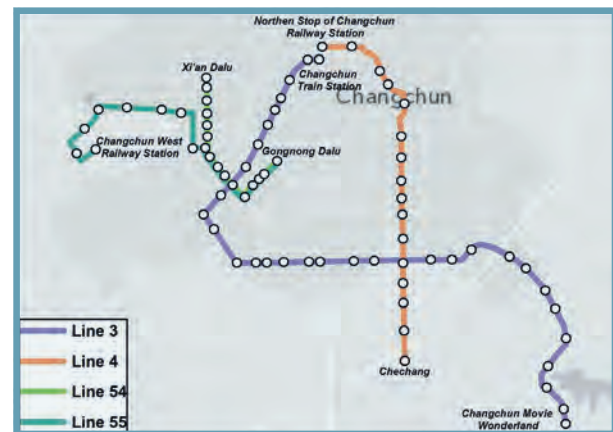 Northen Stop of Changchun
Railway Station
Xi'an Dalu
Changchun
Train Station
Changchun
Changchun West
Railway Station
Gongnong Dalu
Line 3
Line 4
Line 54
Line 55
Chechang
Changchun Movie
Wonderland